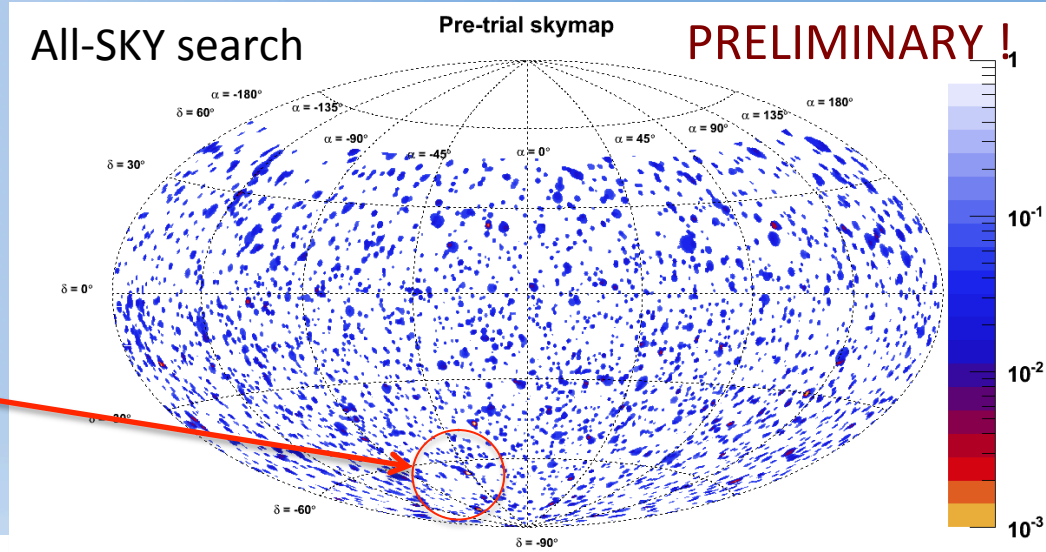 All-SKY search
Pre-trial skymap
PRELIMINARY !
α = -180°
δ = 60°
α = -135°
α = -90°
α = -45°
α = 0°
α = 45°
α = 90°
α = 135°
α = 180°
δ = 30°
δ = 0°
δ = -30°
δ = -60°
δ = -90°
1
10⁻¹
10⁻²
10⁻³